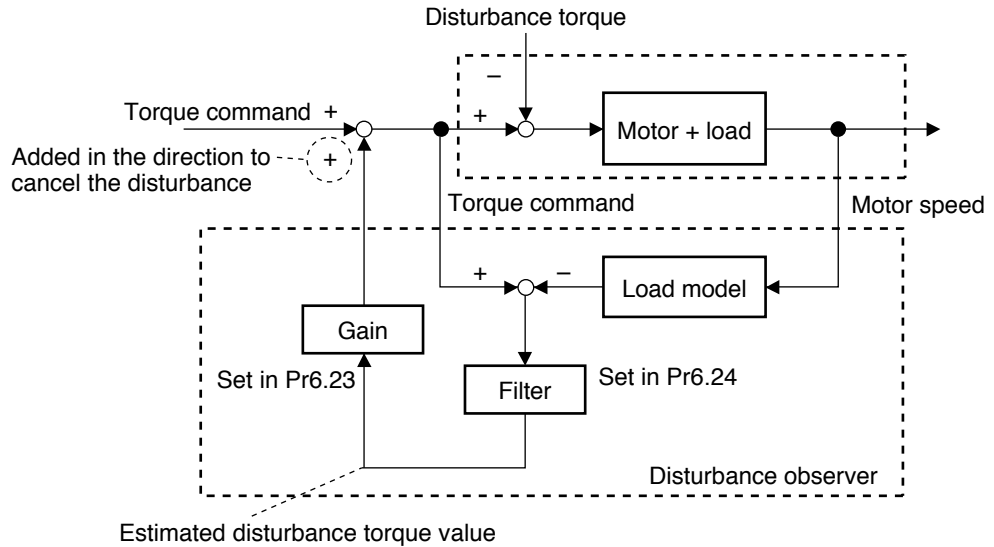 Disturbance torque
−
Torque command +
+
Motor + load
Added in the direction to
cancel the disturbance
+
Torque command
Motor speed
+
−
Load model
Gain
Set in Pr6.23
Filter
Set in Pr6.24
Disturbance observer
Estimated disturbance torque value